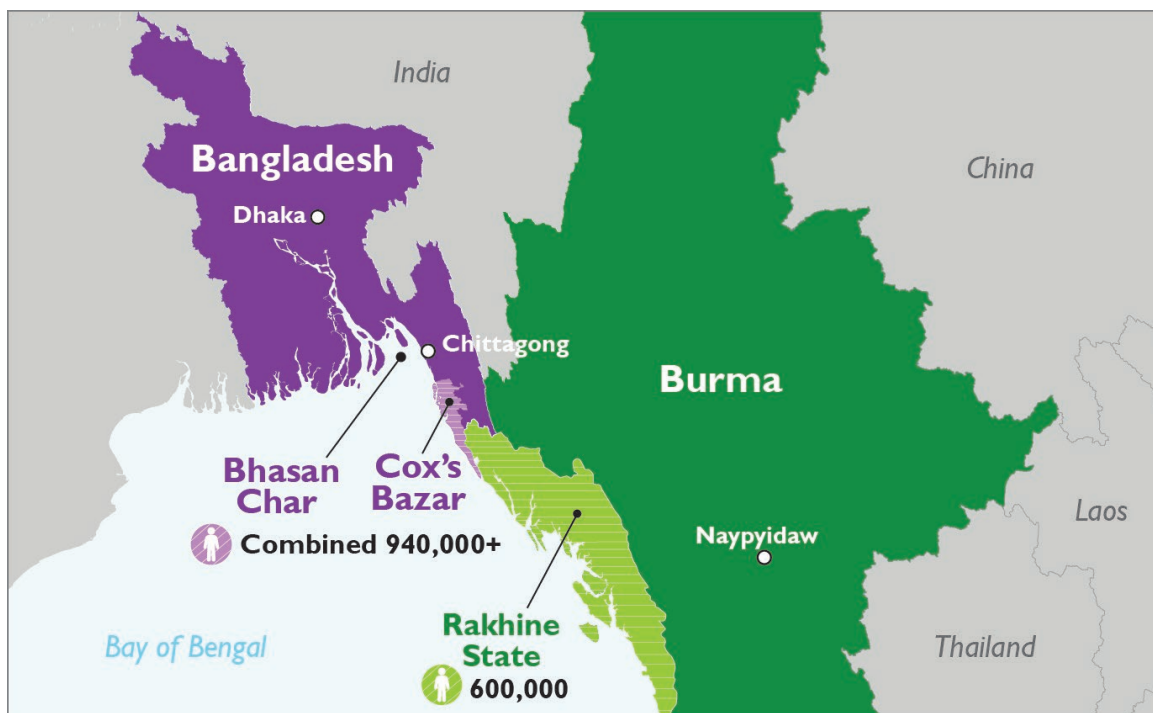 India
Bangladesh
China
Dhaka
Chittagong
Burma
Bhasan
Char
Cox's
Bazar
Combined 940,000+
Laos
Naypyidaw
Bay of Bengal
Rakhine
State
600,000
Thailand